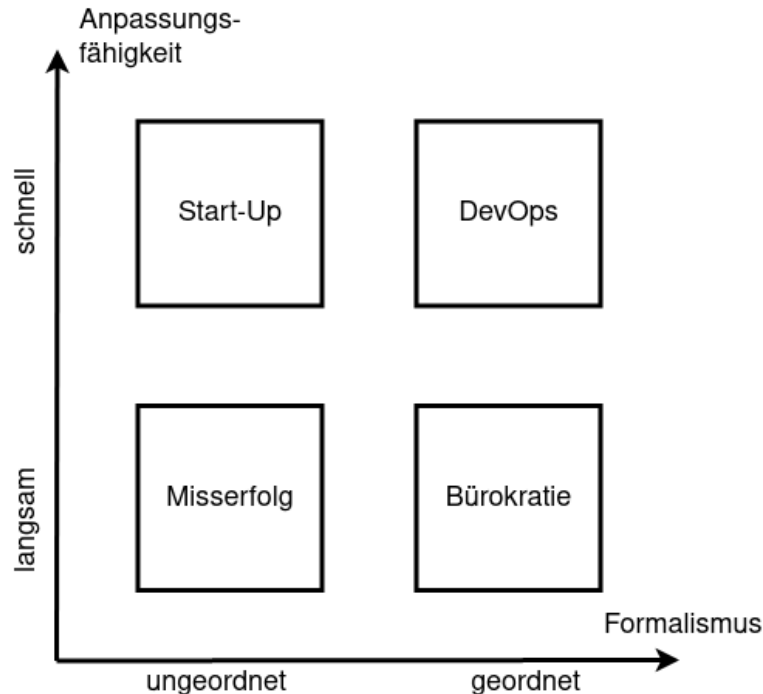 Anpassungs-
fähigkeit
schnell
Start-Up
DevOps
langsam
Misserfolg
Bürokratie
Formalismus
ungeordnet
geordnet